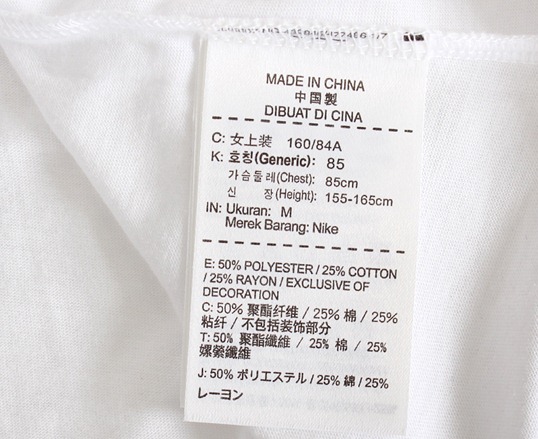 MADE IN CHINA
中国製
DIBUAT DI CINA
C: 女上装 160/84A
K: 호칭(Generic): 85
가슴둘레(Chest): 85cm
신 장(Height): 155-165cm
IN: Ukuran: M
Merek Barang: Nike
E: 50% POLYESTER / 25% COTTON
/ 25% RAYON / EXCLUSIVE OF
DECORATION
C: 50% 聚酯纤维 / 25% 棉 / 25%
粘纤 / 不包括装饰部分
T: 50% 聚酯纖維 / 25% 棉 / 25%
嫘縈纖維
J: 50% ポリエステル / 25% 綿 / 25%
レーヨン